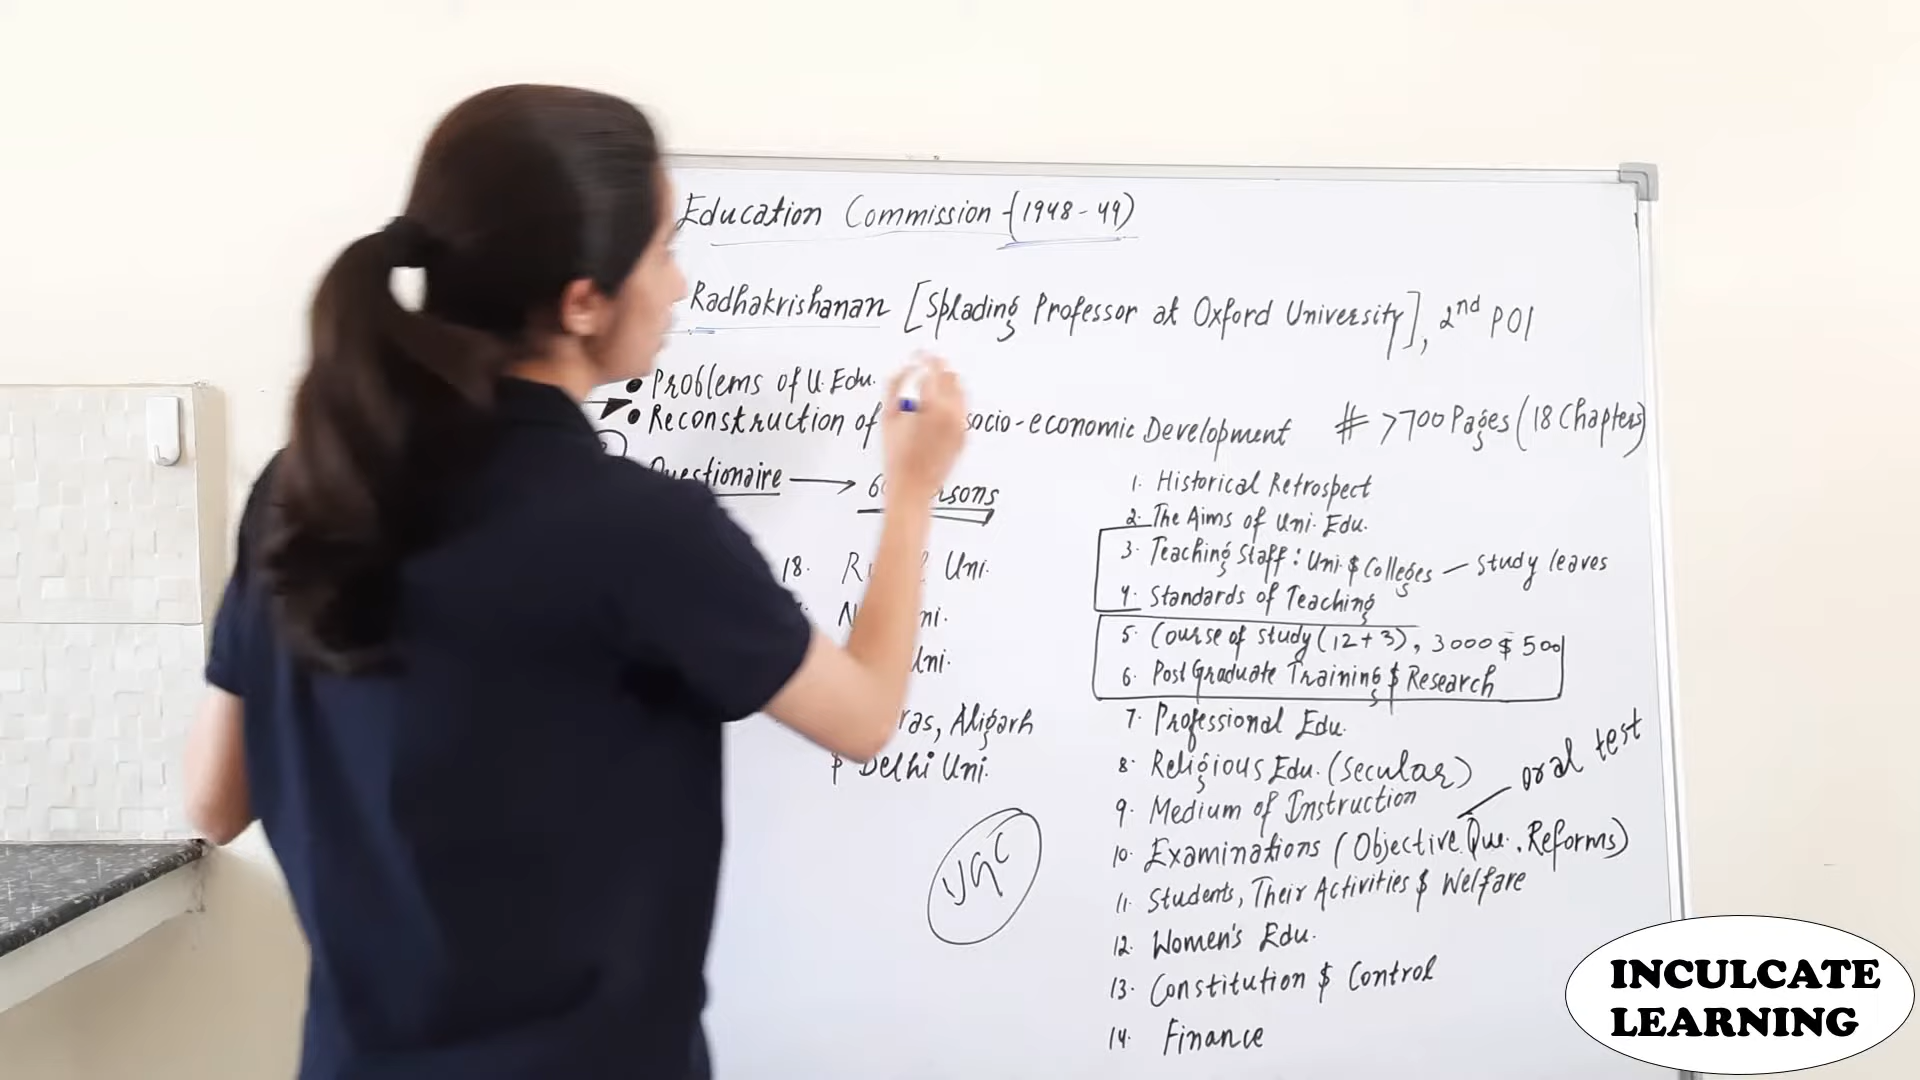 Education Commission - (1948-49)
Radhakrishanan [Splading Professor at Oxford University], 2nd POI
• Problems of U. Edu.
• Reconstruction of socio-economic Development
# >700 Pages (18 Chapters)
Questionaire → 6
18. Uni.
Aligarh
$ Delhi Uni.
UGC
1. Historical Retrospect
2. The Aims of Uni. Edu.
3. Teaching Staff: Uni. $ Colleges - Study leaves
4. Standards of Teaching
5. Course of study (12+3), 3000 $ 500
6. Post Graduate Training $ Research
7. Professional Edu.
8. Religious Edu. (Secular)
9. Medium of Instruction
oral test
10. Examinations (Objective Que., Reforms)
11. Students, Their Activities $ Welfare
12. Women's Edu.
13. Constitution $ Control
14. Finance
INCULCATE
LEARNING